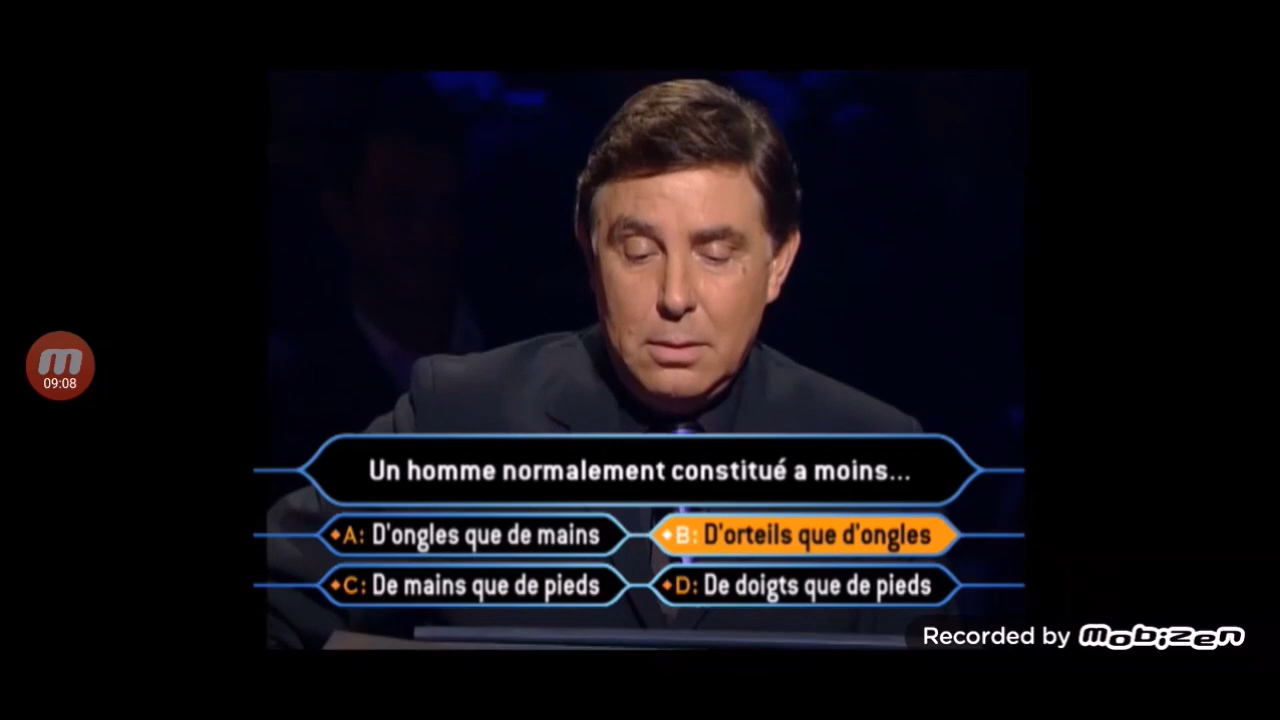 m
09:08
Un homme normalement constitué a moins...
A: D'ongles que de mains
B: D'orteils que d'ongles
C: De mains que de pieds
D: De doigts que de pieds
Recorded by mobizen